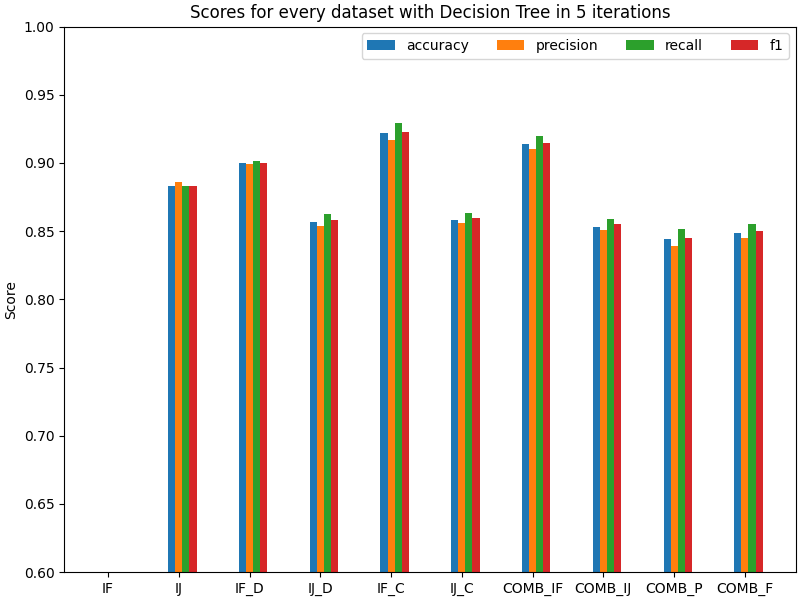 Scores for every dataset with Decision Tree in 5 iterations
accuracy precision recall f1
1.00
0.95
0.90
0.85
0.80
0.75
0.70
0.65
0.60
Score
IF IJ IF_D IJ_D IF_C IJ_C COMB_IF COMB_IJ COMB_P COMB_F